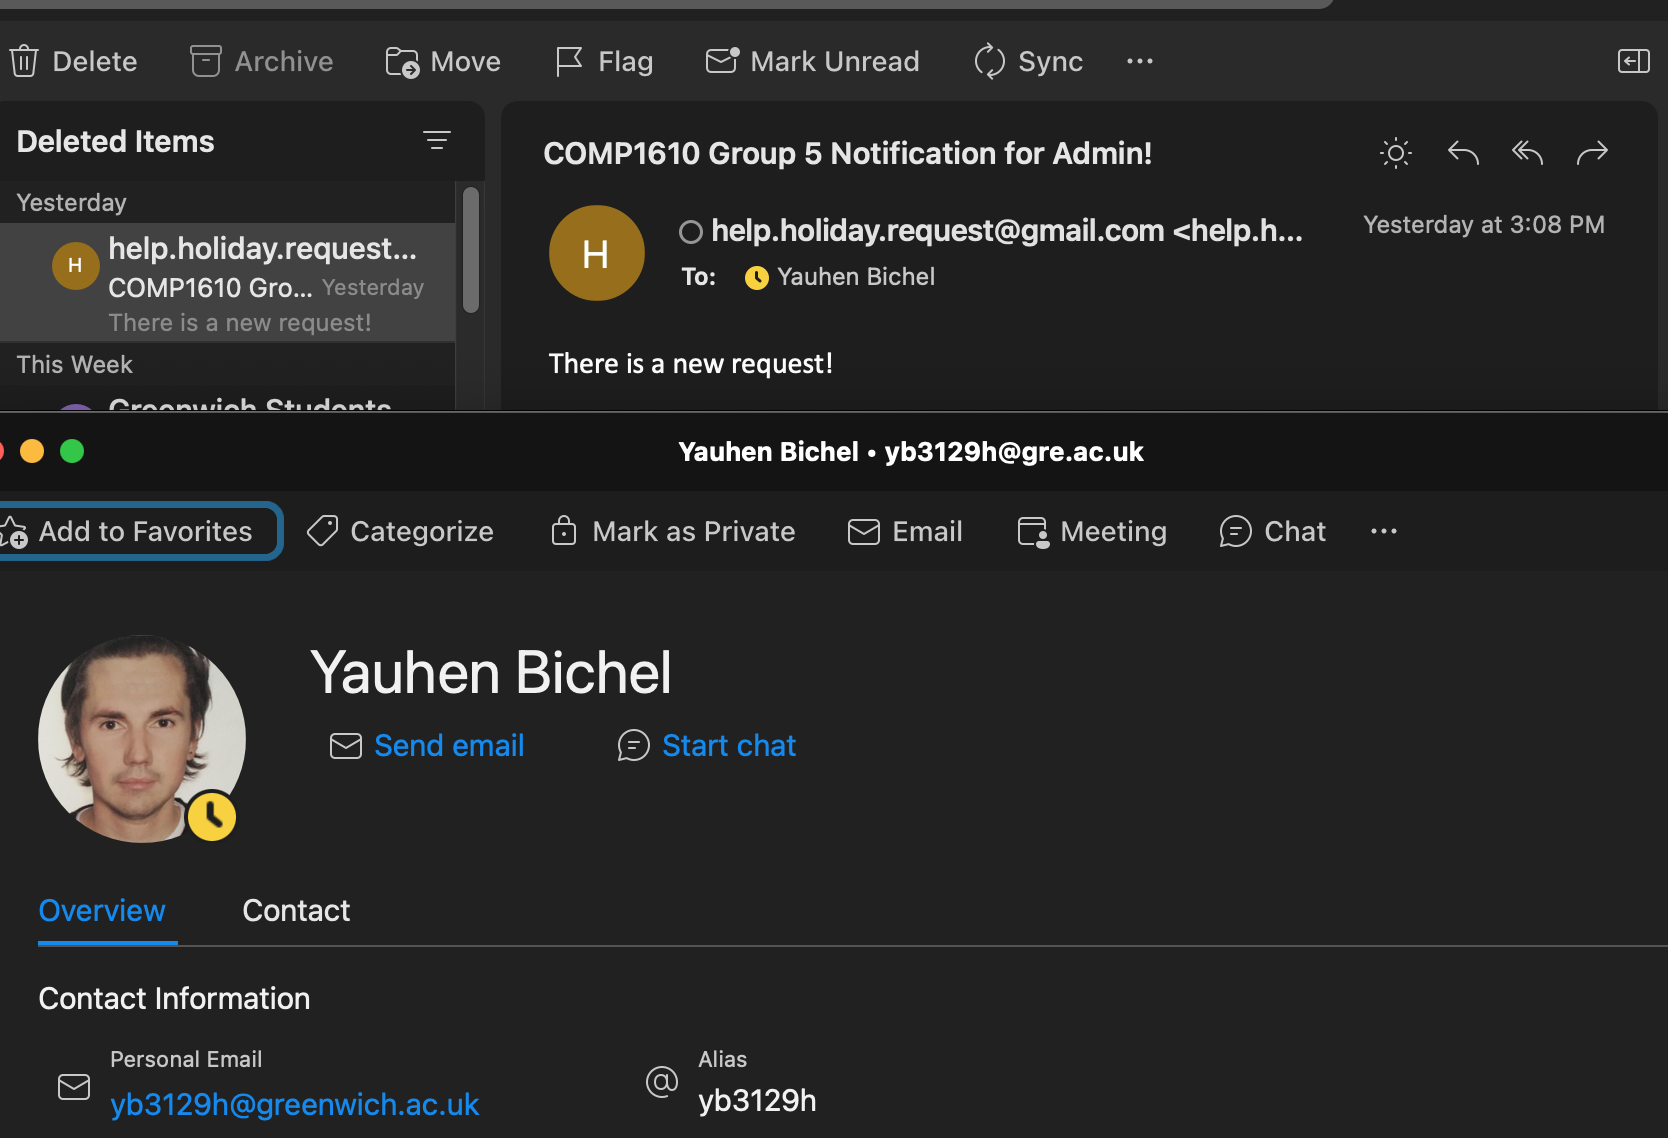 Delete
Archive
Move
Flag
Mark Unread
Sync
Deleted Items
Yesterday
H
help.holiday.request...
COMP1610 Gro... Yesterday
There is a new request!
This Week
Greenwich Students
COMP1610 Group 5 Notification for Admin!
H
help.holiday.request@gmail.com <help.h...
Yesterday at 3:08 PM
To: Yauhen Bichel
There is a new request!
Yauhen Bichel • yb3129h@gre.ac.uk
Add to Favorites
Categorize
Mark as Private
Email
Meeting
Chat
Yauhen Bichel
Send email
Start chat
Overview
Contact
Contact Information
Personal Email
yb3129h@greenwich.ac.uk
Alias
yb3129h